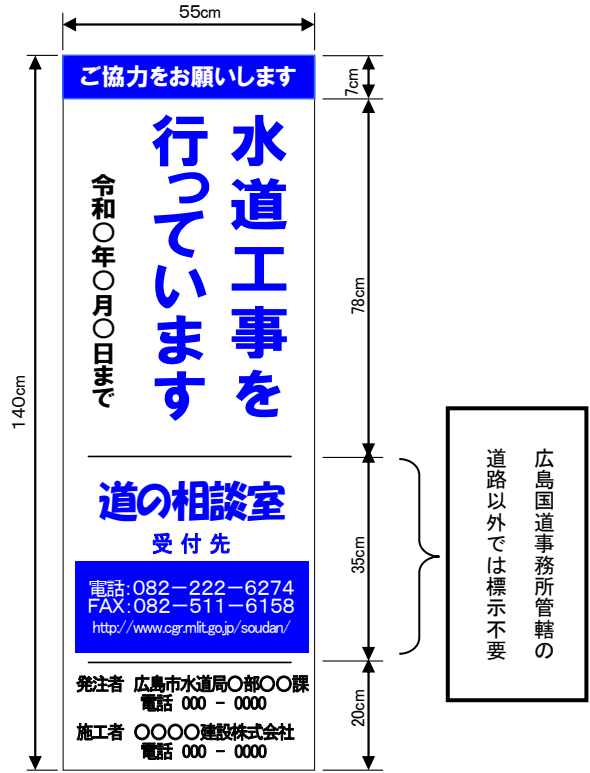 55cm
ご協力をお願いします
7cm
水道工事を
行っています
令和○年○月○日まで
78cm
140cm
道の相談室
受付先
電話:082−222−6274
FAX:082−511−6158
http://www.cgr.mlit.go.jp/soudan/
35cm
広島国道事務所管轄の
道路以外では標示不要
発注者 広島市水道局○部○○課
電話 000 − 0000
施工者 ○○○○建設株式会社
電話 000 − 0000
20cm